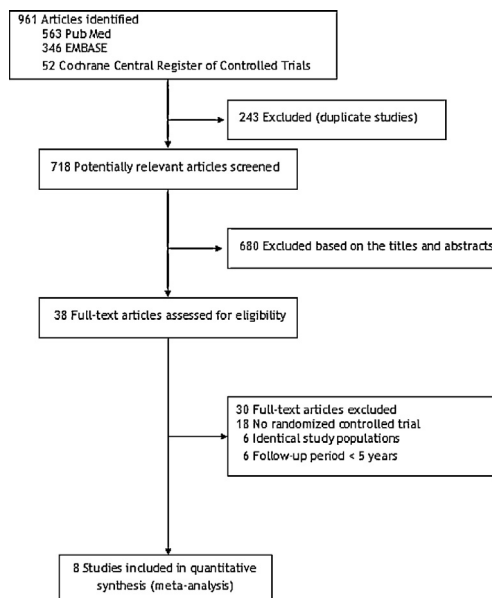 961 Articles identified
563 Pub Med
346 EMBASE
52 Cochrane Central Register of Controlled Trials
243 Excluded (duplicate studies)
718 Potentially relevant articles screened
680 Excluded based on the titles and abstracts
38 Full-text articles assessed for eligibility
30 Full-text articles excluded
18 No randomized controlled trial
6 Identical study populations
6 Follow-up period < 5 years
8 Studies included in quantitative
synthesis (meta-analysis)